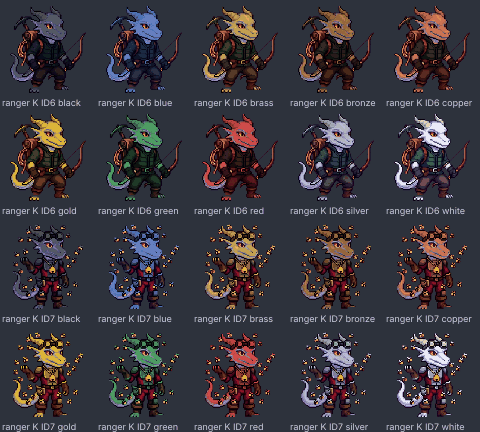 ranger K ID6 black
ranger K ID6 blue
ranger K ID6 brass
ranger K ID6 bronze
ranger K ID6 copper
ranger K ID6 gold
ranger K ID6 green
ranger K ID6 red
ranger K ID6 silver
ranger K ID6 white
ranger K ID7 black
ranger K ID7 blue
ranger K ID7 brass
ranger K ID7 bronze
ranger K ID7 copper
ranger K ID7 gold
ranger K ID7 green
ranger K ID7 red
ranger K ID7 silver
ranger K ID7 white